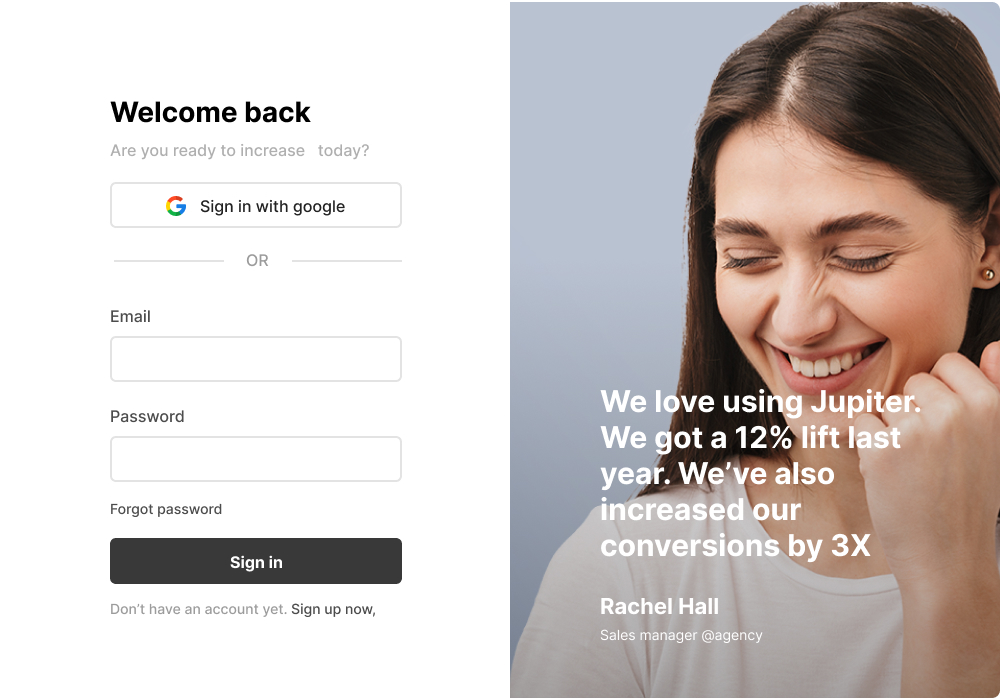 Welcome back
Are you ready to increase today?
Sign in with google
OR
Email
Password
Forgot password
Sign in
Don’t have an account yet. Sign up now,
We love using Jupiter.
We got a 12% lift last
year. We’ve also
increased our
conversions by 3X
Rachel Hall
Sales manager @agency